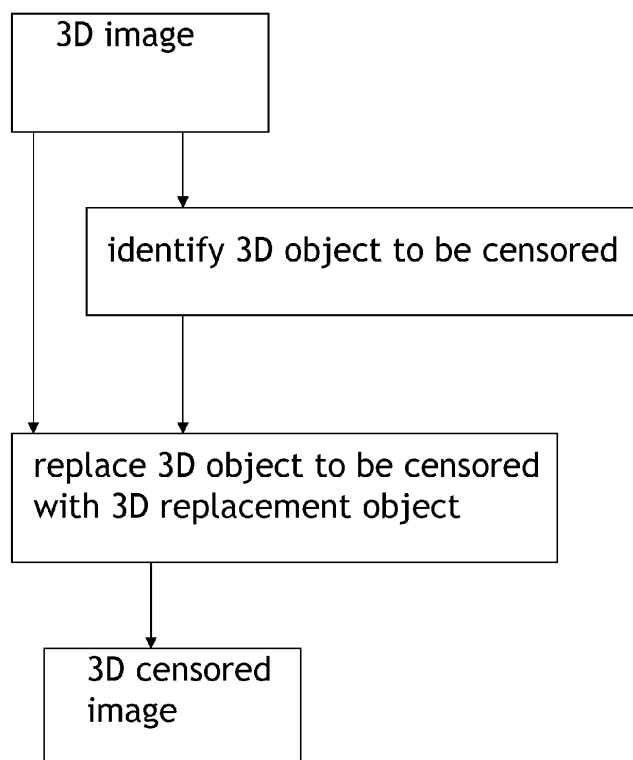 3D image
identify 3D object to be censored
replace 3D object to be censored
with 3D replacement object
3D censored
image